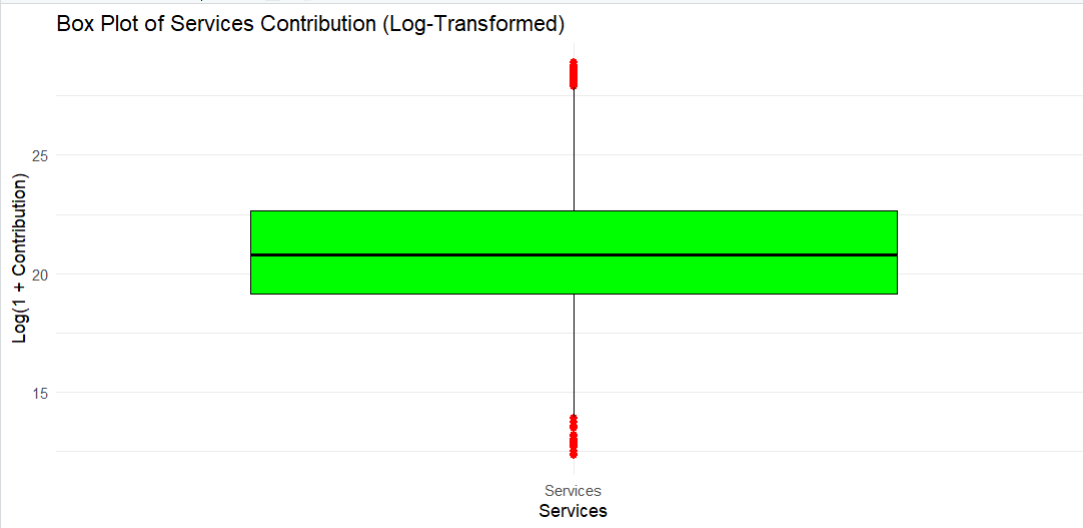 Box Plot of Services Contribution (Log-Transformed)
25
20
15
Log(1 + Contribution)
Services
Services